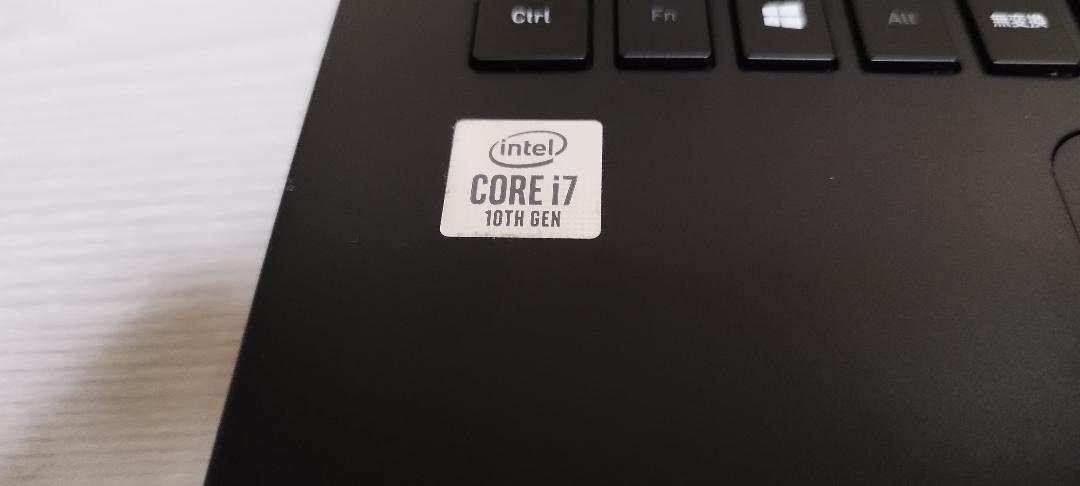 Ctrl Fn Alt 無変換
intel
CORE i7
10TH GEN